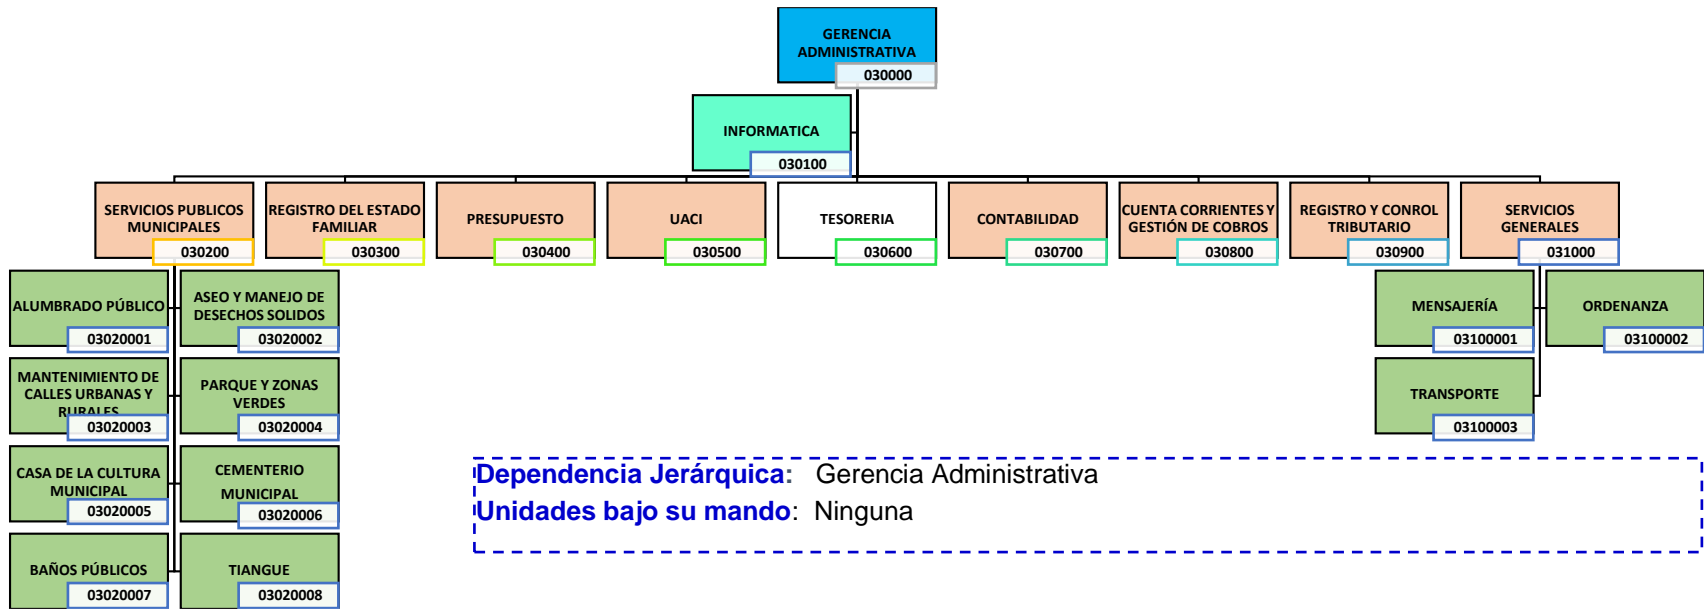 GERENCIA
ADMINISTRATIVA
030000
INFORMATICA
030100
SERVICIOS PUBLICOS
MUNICIPALES
030200
REGISTRO DEL ESTADO
FAMILIAR
030300
PRESUPUESTO
030400
UACI
030500
TESORERIA
030600
CONTABILIDAD
030700
CUENTA CORRIENTES Y
GESTIÓN DE COBROS
030800
REGISTRO Y CONROL
TRIBUTARIO
030900
SERVICIOS
GENERALES
031000
ALUMBRADO PÚBLICO
03020001
ASEO Y MANEJO DE
DESECHOS SOLIDOS
03020002
MENSAJERÍA
03100001
ORDENANZA
03100002
MANTENIMIENTO DE
CALLES URBANAS Y
RURALES
03020003
PARQUE Y ZONAS
VERDES
03020004
TRANSPORTE
03100003
CASA DE LA CULTURA
MUNICIPAL
03020005
CEMENTERIO
MUNICIPAL
03020006
Dependencia Jerárquica: Gerencia Administrativa
Unidades bajo su mando: Ninguna
BAÑOS PÚBLICOS
03020007
TIANGUE
03020008